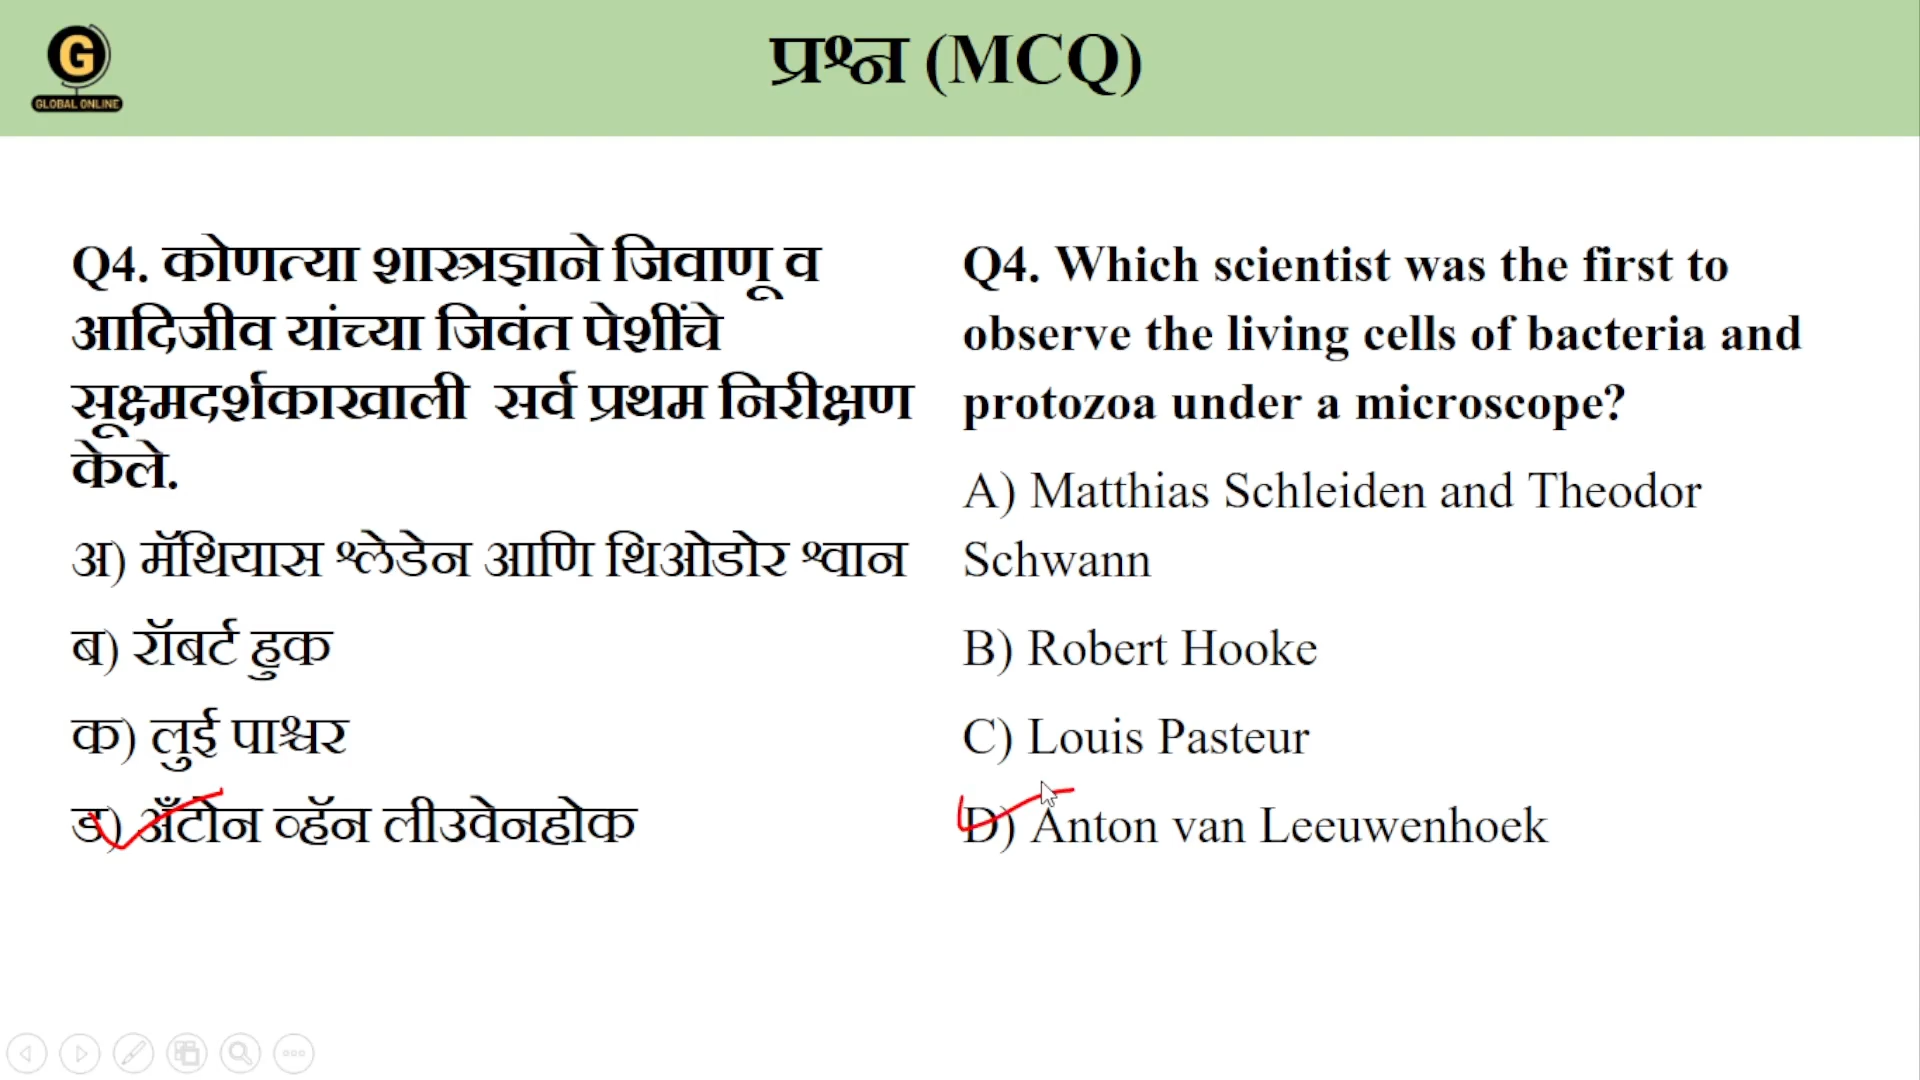 G
GLOBAL ONLINE
प्रश्न (MCQ)
Q4. कोणत्या शास्त्रज्ञाने जिवाणू व
आदिजीव यांच्या जिवंत पेशींचे
सूक्ष्मदर्शकाखाली सर्व प्रथम निरीक्षण
केले.
अ) मॅथियास श्लेडेन आणि थिओडोर श्वान
ब) रॉबर्ट हुक
क) लुई पाश्चर
ड) अँटोन व्हॅन लीउवेनहोक
Q4. Which scientist was the first to
observe the living cells of bacteria and
protozoa under a microscope?
A) Matthias Schleiden and Theodor
Schwann
B) Robert Hooke
C) Louis Pasteur
D) Anton van Leeuwenhoek